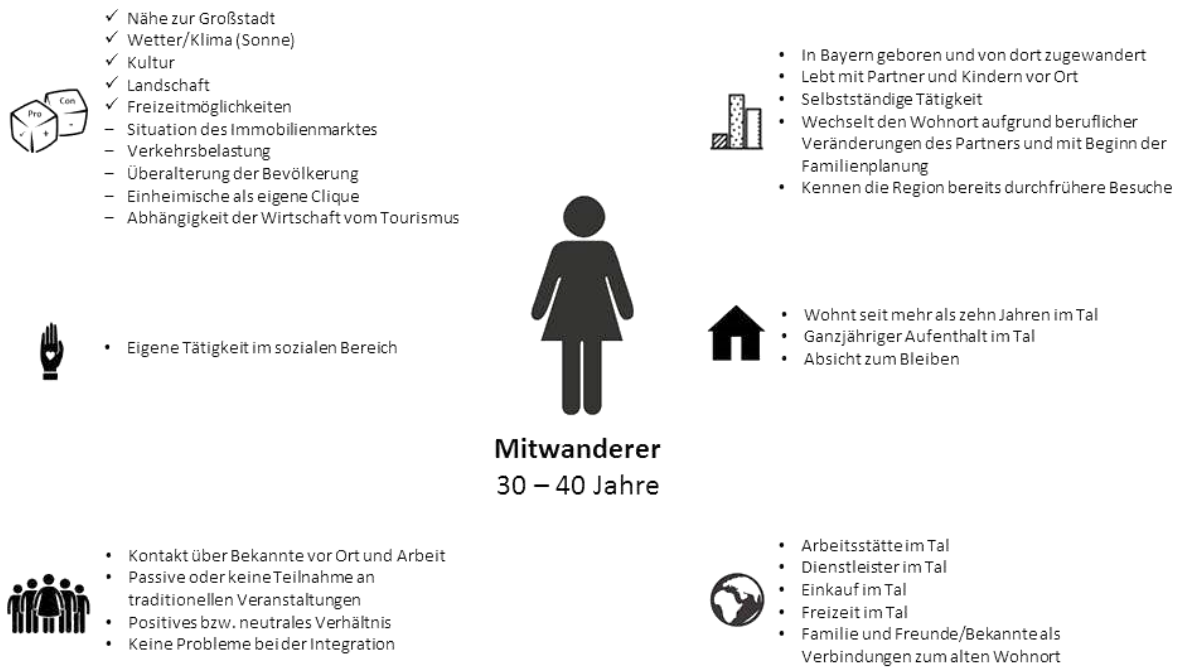 ✓ Nähe zur Großstadt
✓ Wetter/Klima (Sonne)
✓ Kultur
✓ Landschaft
✓ Freizeitmöglichkeiten
– Situation des Immobilienmarktes
– Verkehrsbelastung
– Überalterung der Bevölkerung
– Einheimische als eigene Clique
– Abhängigkeit der Wirtschaft vom Tourismus
Pro
✓ +
Con
-
• In Bayern geboren und von dort zugewandert
• Lebt mit Partner und Kindern vor Ort
• Selbstständige Tätigkeit
• Wechselt den Wohnort aufgrund beruflicher
Veränderungen des Partners und mit Beginn der
Familienplanung
• Kennen die Region bereits durchfrühere Besuche
• Eigene Tätigkeit im sozialen Bereich
• Wohnt seit mehr als zehn Jahren im Tal
• Ganzjähriger Aufenthalt im Tal
• Absicht zum Bleiben
Mitwanderer
30 – 40 Jahre
• Kontakt über Bekannte vor Ort und Arbeit
• Passive oder keine Teilnahme an
traditionellen Veranstaltungen
• Positives bzw. neutrales Verhältnis
• Keine Probleme bei der Integration
• Arbeitsstätte im Tal
• Dienstleister im Tal
• Einkauf im Tal
• Freizeit im Tal
• Familie und Freunde/Bekannte als
Verbindungen zum alten Wohnort